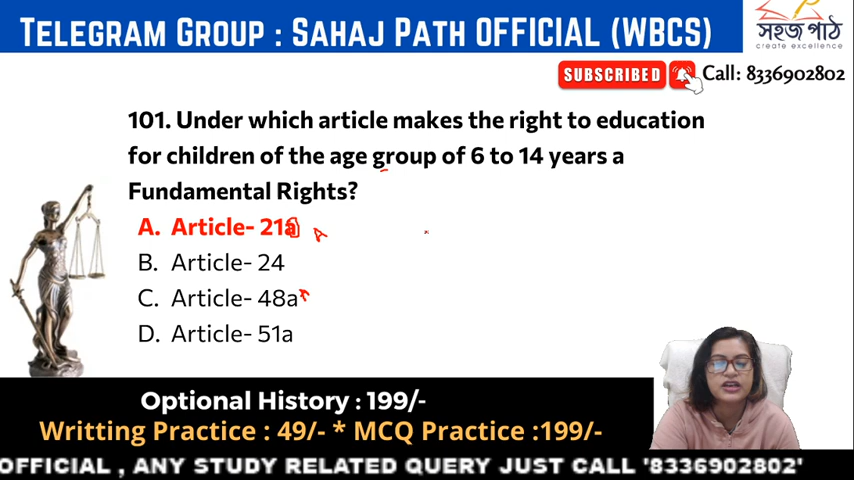 TELEGRAM GROUP : SAHAJ PATH OFFICIAL (WBCS)
সহজ পাঠ
create excellence
SUBSCRIBED
Call: 8336902802
101. Under which article makes the right to education
for children of the age group of 6 to 14 years a
Fundamental Rights?
A. Article- 21a A
B. Article- 24
C. Article- 48a
D. Article- 51a
Optional History : 199/-
Writting Practice : 49/- * MCQ Practice :199/-
OFFICIAL , ANY STUDY RELATED QUERY JUST CALL '8336902802'